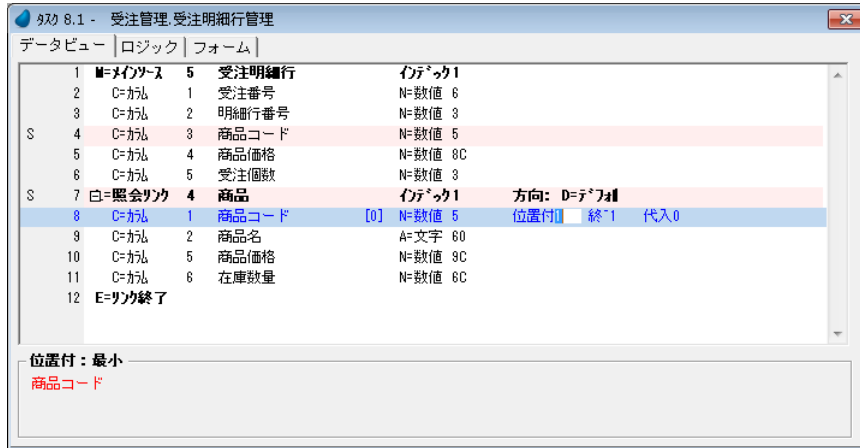 ﾀｽｸ 8.1 - 受注管理.受注明細行管理
データビュー ロジック フォーム
1 M=ﾒｲﾝｿｰｽ 5 受注明細行 ｲﾝﾃﾞｯｸ1
2 C=ｶﾗﾑ 1 受注番号 N=数値 6
3 C=ｶﾗﾑ 2 明細行番号 N=数値 3
S 4 C=ｶﾗﾑ 3 商品コード N=数値 5
5 C=ｶﾗﾑ 4 商品価格 N=数値 8C
6 C=ｶﾗﾑ 5 受注個数 N=数値 3
S 7 =照会ﾘﾝｸ 4 商品 ｲﾝﾃﾞｯｸ1 方向: D=ﾃﾞﾌｫﾙ
8 C=ｶﾗﾑ 1 商品コード [0] N=数値 5 位置付1 終~1 代入0
9 C=ｶﾗﾑ 2 商品名 A=文字 60
10 C=ｶﾗﾑ 5 商品価格 N=数値 9C
11 C=ｶﾗﾑ 6 在庫数量 N=数値 6C
12 E=ﾘﾝｸ終了
位置付：最小
商品コード